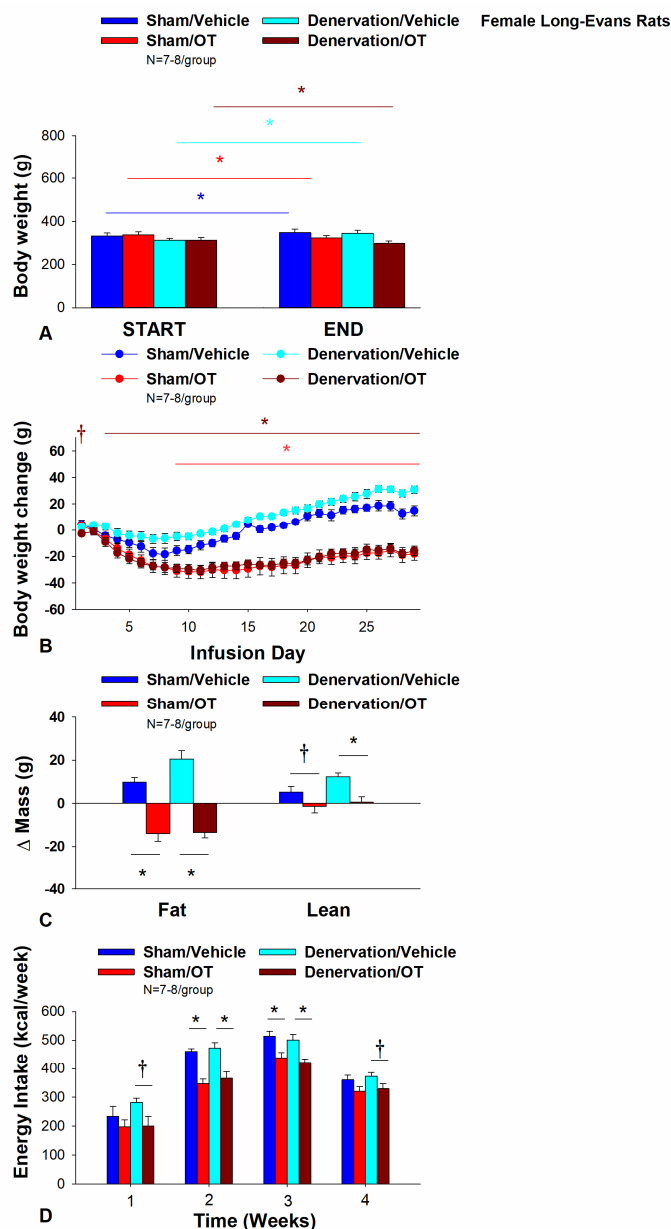 Sham/Vehicle Denervation/Vehicle Female Long-Evans Rats
Sham/OT Denervation/OT
N=7-8/group
*
*
*
*
Body weight (g)
800
600
400
200
0
START END
A
Sham/Vehicle Denervation/Vehicle
Sham/OT Denervation/OT
N=7-8/group
†
*
*
Body weight change (g)
60
40
20
0
-20
-40
-60
5 10 15 20 25
Infusion Day
B
Sham/Vehicle Denervation/Vehicle
Sham/OT Denervation/OT
N=7-8/group
Δ Mass (g)
40
20
0
-20
-40
† *
* *
Fat Lean
C
Sham/Vehicle Denervation/Vehicle
Sham/OT Denervation/OT
N=7-8/group
Energy Intake (kcal/week)
600
500
400
300
200
100
0
† * * * * †
1 2 3 4
Time (Weeks)
D